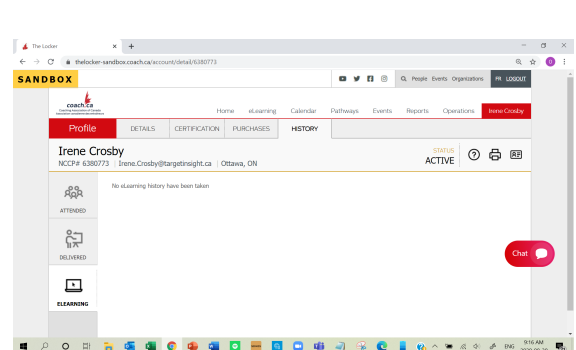 The Locker
thelocker-sandbox.coach.ca/account/detail/6380773
SANDBOX
People Events Organizations
FR LOGOUT
coach.ca
Home eLearning Calendar Pathways Events Reports Operations Irene Crosby
Profile DETAILS CERTIFICATION PURCHASES HISTORY
Irene Crosby
NCCP# 6380773 | Irene.Crosby@targetinsight.ca | Ottawa, ON
STATUS
ACTIVE
No eLearning history have been taken
ATTENDED
DELIVERED
Chat
ELEARNING
ENG
9:16 AM